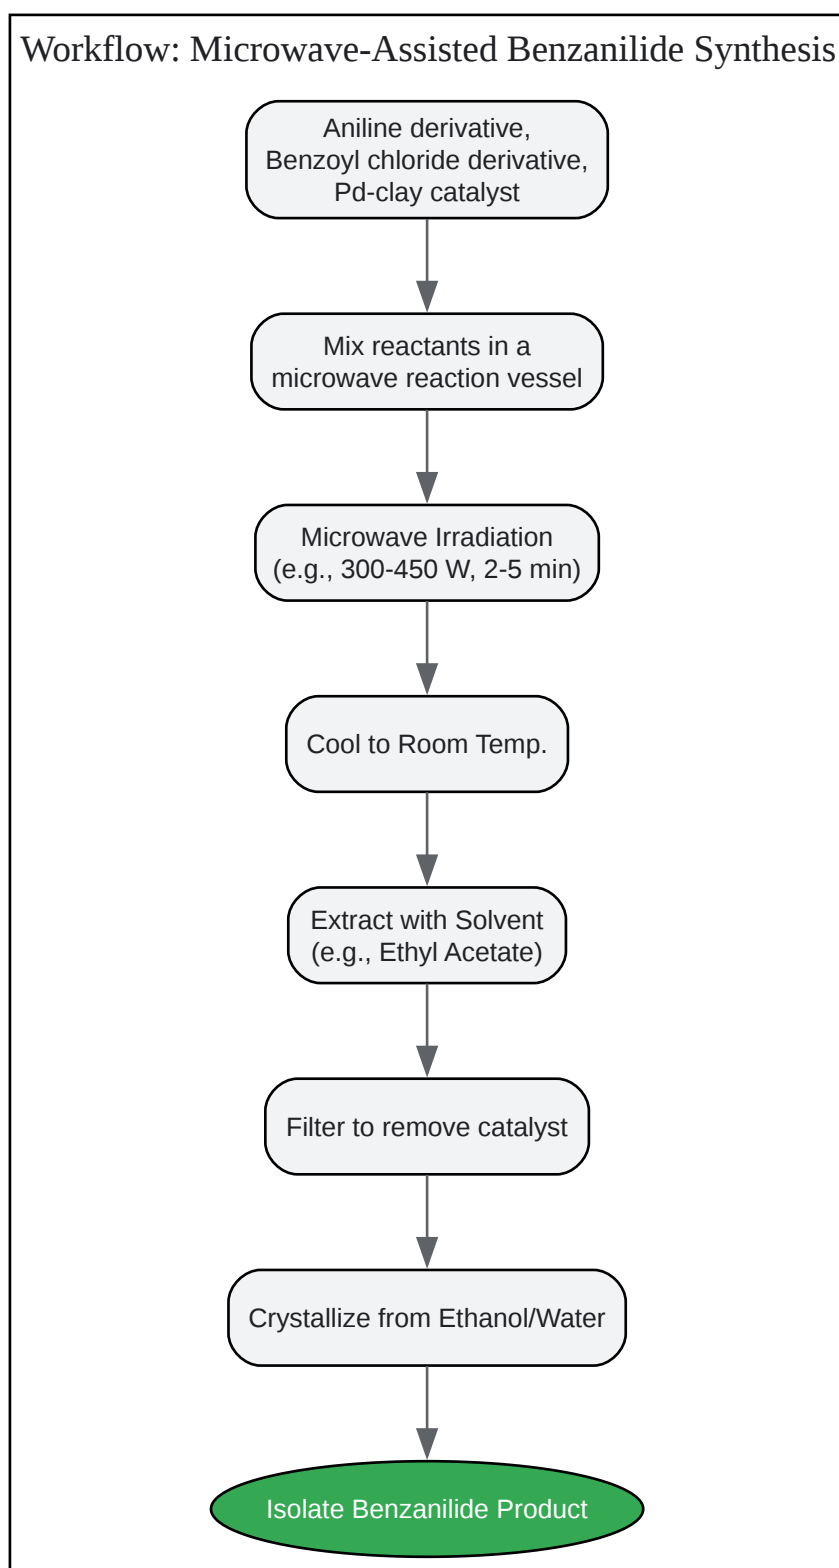 Workflow: Microwave-Assisted Benzanilide Synthesis
Aniline derivative,
Benzoyl chloride derivative,
Pd-clay catalyst
Mix reactants in a
microwave reaction vessel
Microwave Irradiation
(e.g., 300-450 W, 2-5 min)
Cool to Room Temp.
Extract with Solvent
(e.g., Ethyl Acetate)
Filter to remove catalyst
Crystallize from Ethanol/Water
Isolate Benzanilide Product